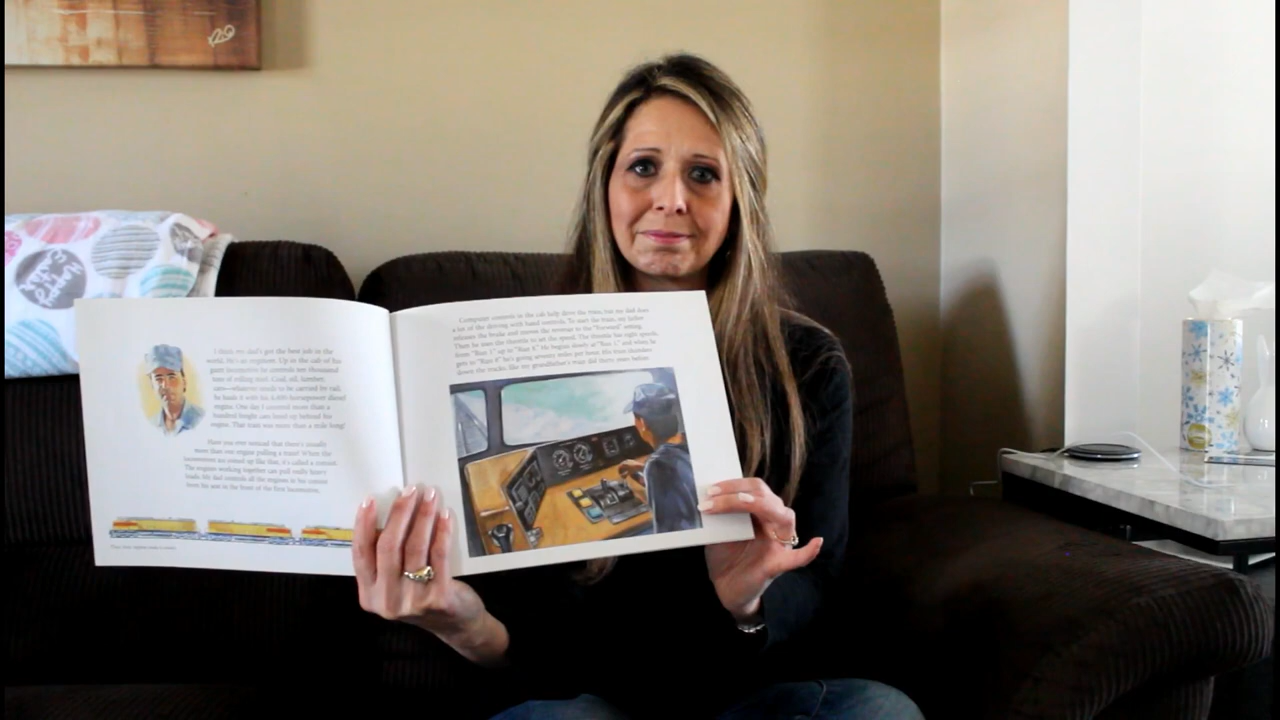 I think my dad's got the best job in the
world. He's an engineer. Up in the cab of his
giant locomotive he controls ten thousand
tons of rolling steel. Coal, oil, lumber,
cars—whatever needs to be carried by rail,
he hauls it with his 4,400 horsepower diesel
engine. One day I counted more than a
hundred freight cars lined up behind his
engine. That train was more than a mile long!
Have you ever noticed that there's usually
more than one engine pulling a train? When the
locomotives are joined up like that, it's called a consist.
The engines working together can pull really heavy
loads. My dad controls all the engines in his consist
from his seat in the front of the first locomotive.
Computer controls in the cab help drive the train, but my dad does
a lot of the driving with hand controls. To start the train, my father
releases the brake and moves the reverser to the "Forward" setting.
Then he uses the throttle to set the speed. The throttle has eight speeds,
from "Run 1" up to "Run 8." He begins slowly at "Run 1," and when he
gets to "Run 8" he's going seventy miles per hour. His train thunders
down the tracks, like my grandfather's train did thirty years before.